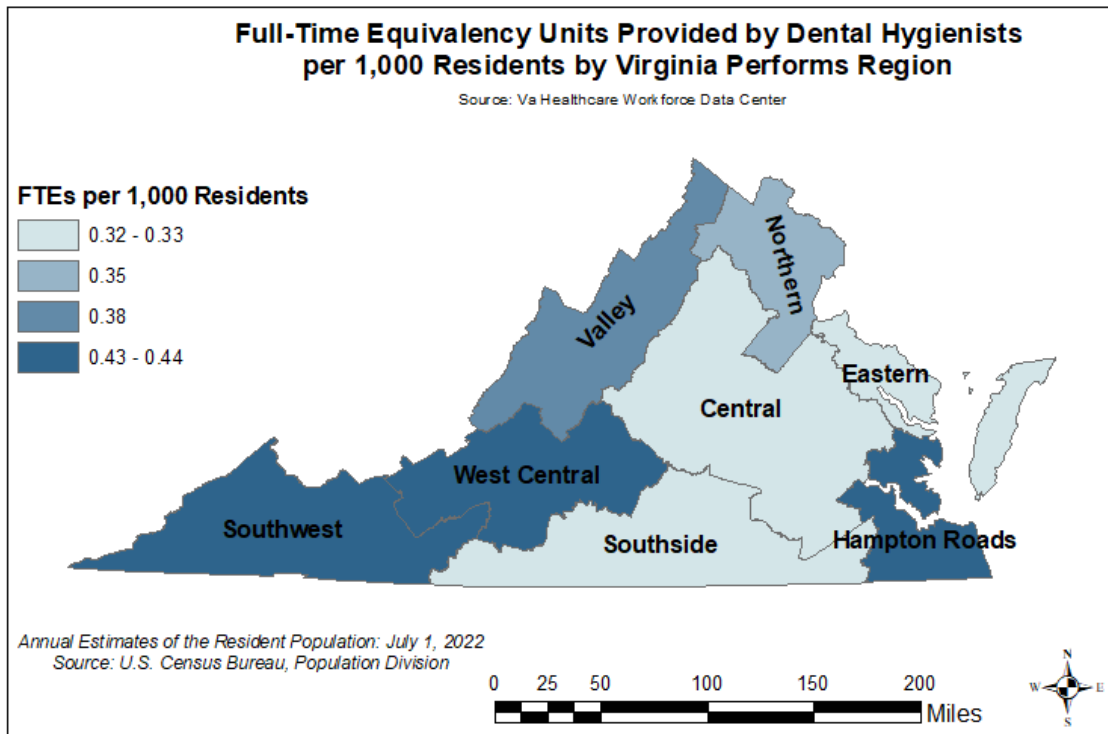 Full-Time Equivalency Units Provided by Dental Hygienists
per 1,000 Residents by Virginia Performs Region
Source: Va Healthcare Workforce Data Center
FTEs per 1,000 Residents
0.32 - 0.33
0.35
0.38
0.43 - 0.44
Northern
Valley
Eastern
Central
West Central
Southwest
Southside
Hampton Roads
Annual Estimates of the Resident Population: July 1, 2022
Source: U.S. Census Bureau, Population Division
0 25 50 100 150 200
Miles
N
W E
S